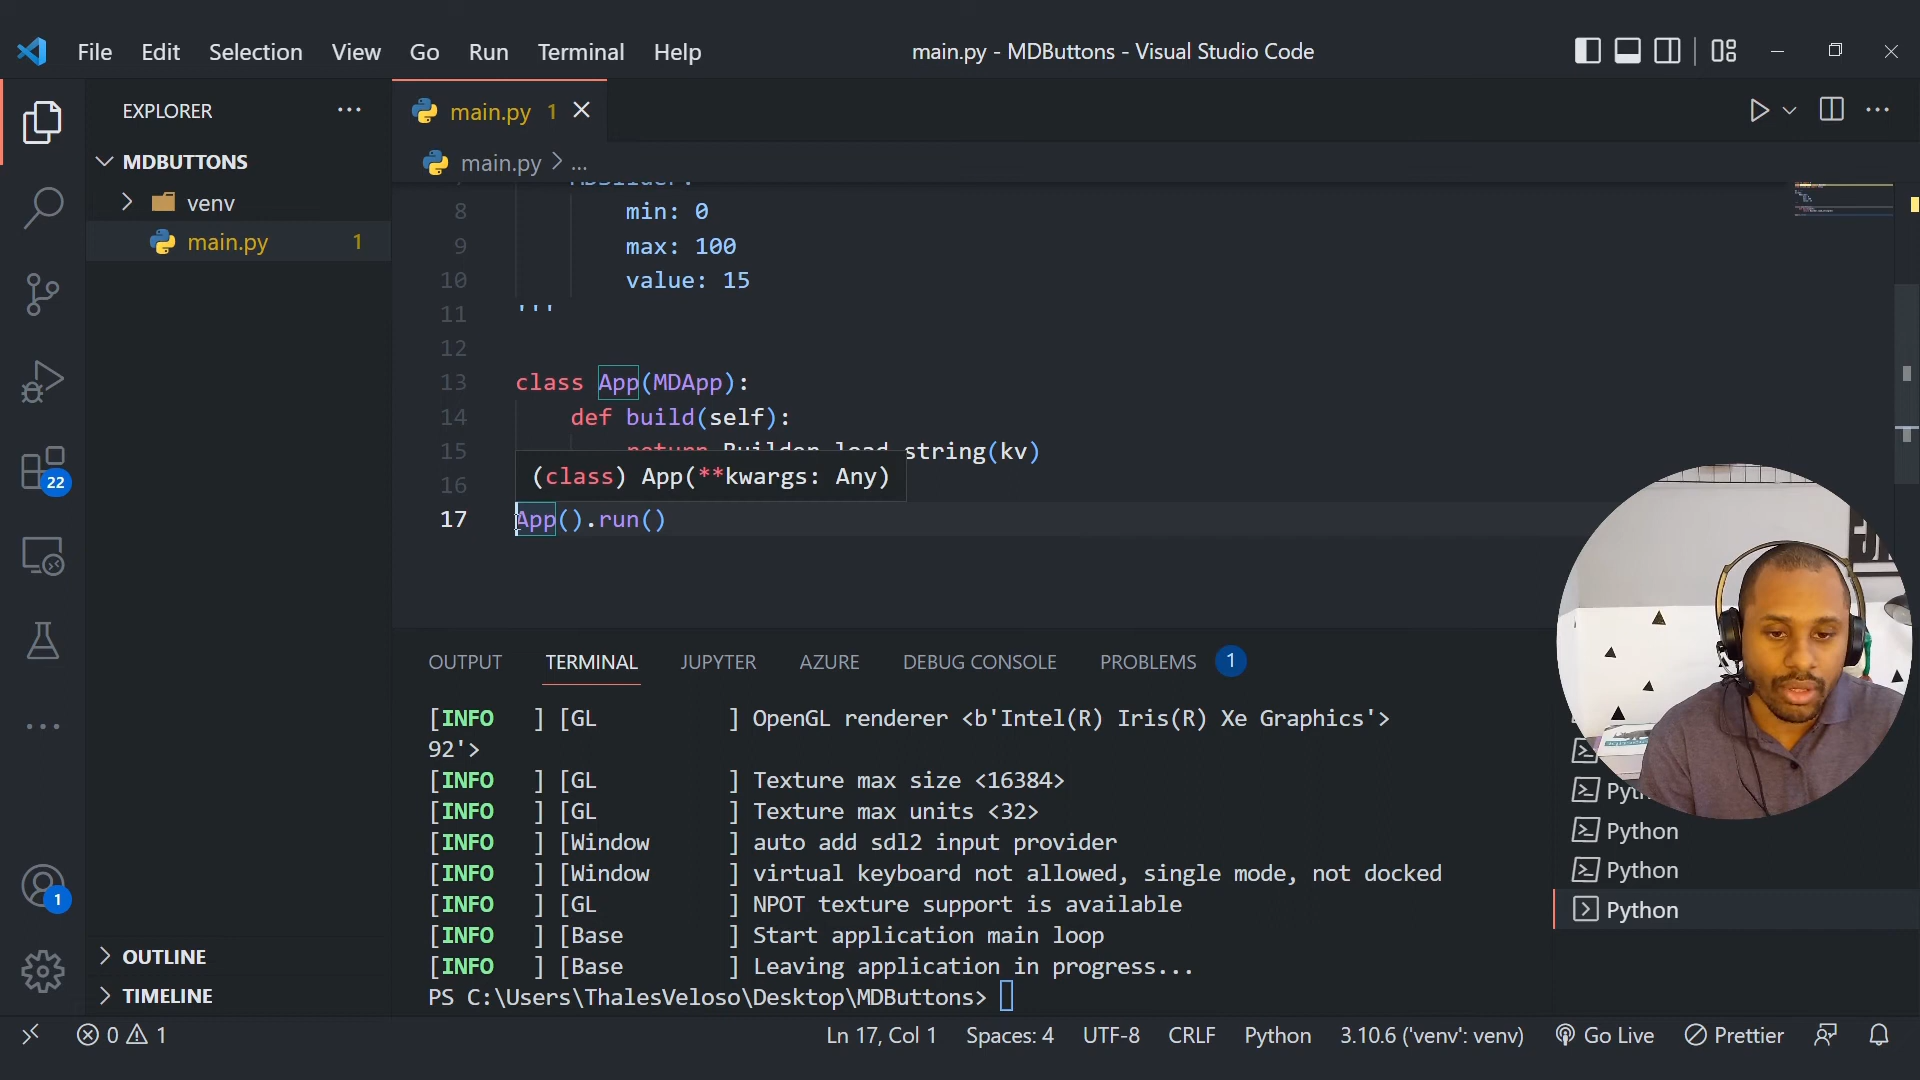 File Edit Selection View Go Run Terminal Help
main.py - MDButtons - Visual Studio Code
EXPLORER
main.py 1
MDBUTTONS
main.py > ...
venv
main.py 1
8 min: 0
9 max: 100
10 value: 15
11 '''
12
13 class App(MDApp):
14 def build(self):
15 string(kv)
(class) App(**kwargs: Any)
16
17 App().run()
22
OUTPUT TERMINAL JUPYTER AZURE DEBUG CONSOLE PROBLEMS 1
[INFO ] [GL ] OpenGL renderer <b'Intel(R) Iris(R) Xe Graphics'>
92'>
[INFO ] [GL ] Texture max size <16384>
[INFO ] [GL ] Texture max units <32>
[INFO ] [Window ] auto add sdl2 input provider
[INFO ] [Window ] virtual keyboard not allowed, single mode, not docked
[INFO ] [GL ] NPOT texture support is available
[INFO ] [Base ] Start application main loop
[INFO ] [Base ] Leaving application in progress...
PS C:\Users\ThalesVeloso\Desktop\MDButtons>
Python
Python
Python
1
OUTLINE
TIMELINE
0 1
Ln 17, Col 1 Spaces: 4 UTF-8 CRLF Python 3.10.6 ('venv': venv) Go Live Prettier